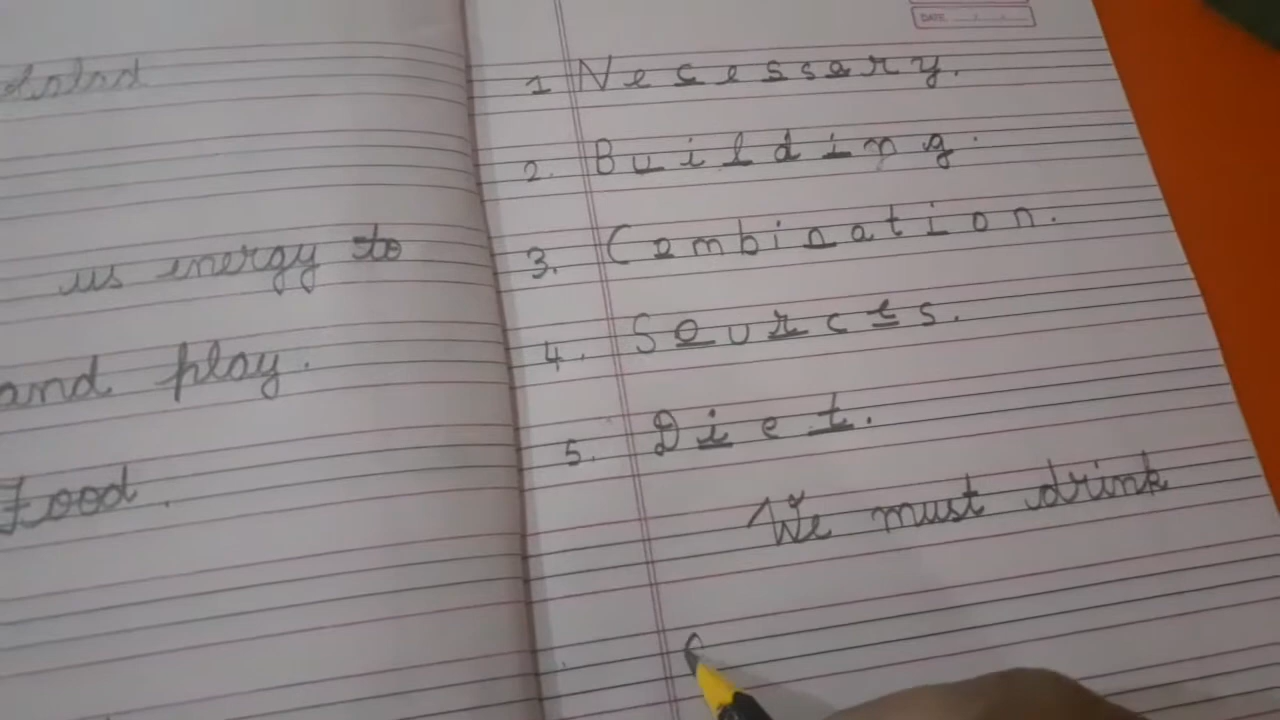 us energy to
and play.
Food.
DATE
1 Necessary.
2. Building.
3. Combination.
4. Sources.
5. Diet.
We must drink